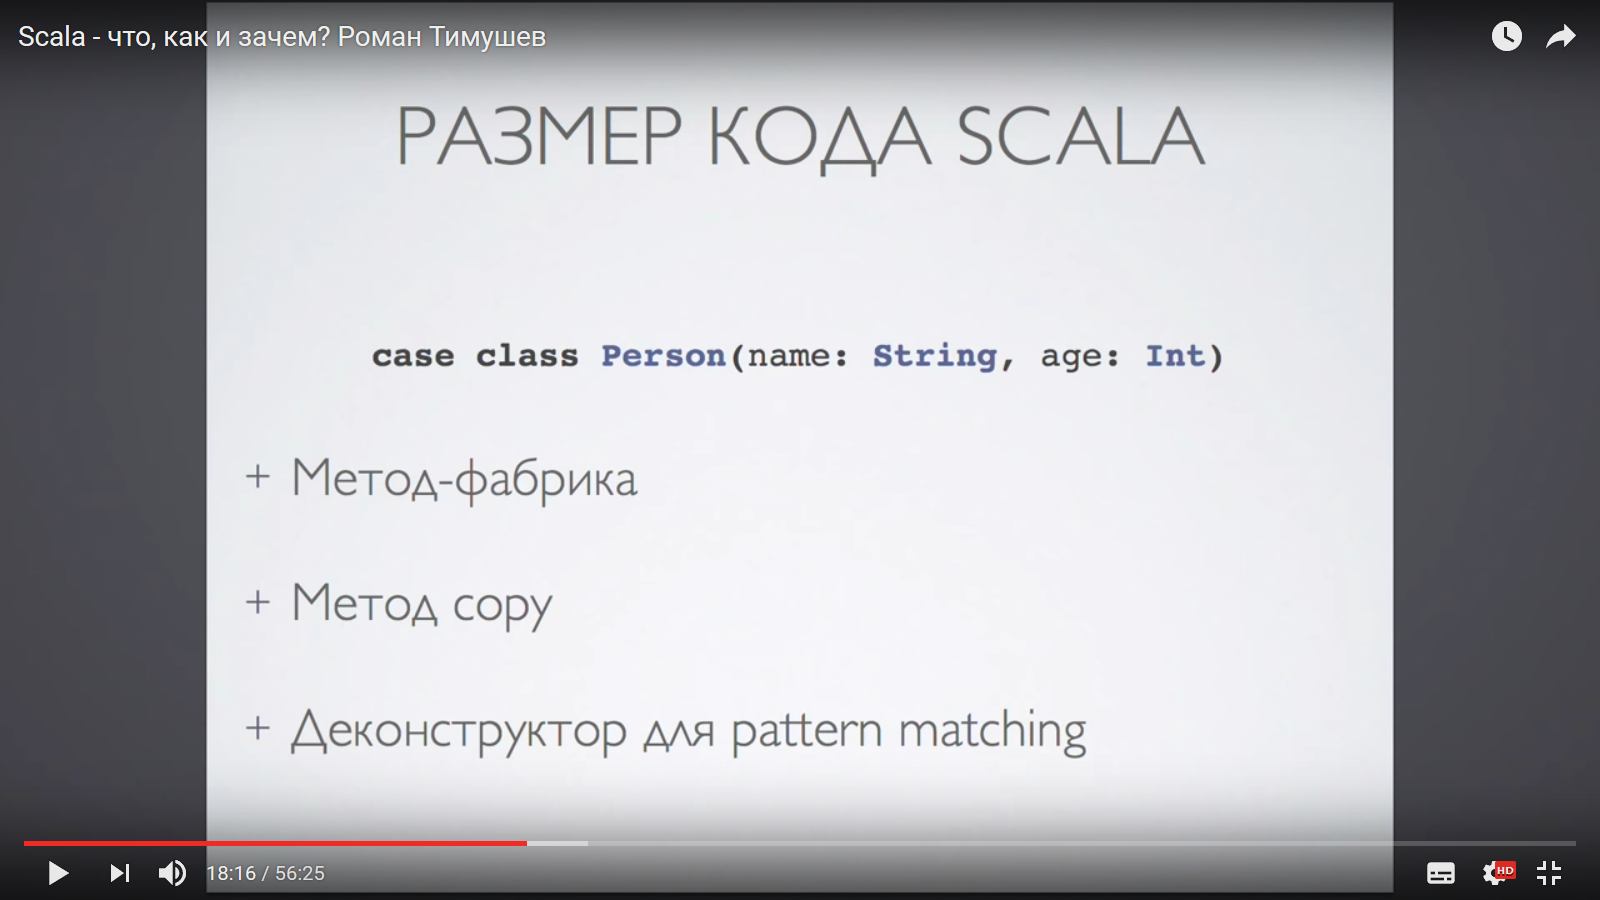 Scala - что, как и зачем? Роман Тимушев
РАЗМЕР КОДА SCALA
case class Person(name: String, age: Int)
+ Метод-фабрика
+ Метод copy
+ Деконструктор для pattern matching
18:16 / 56:25
HD